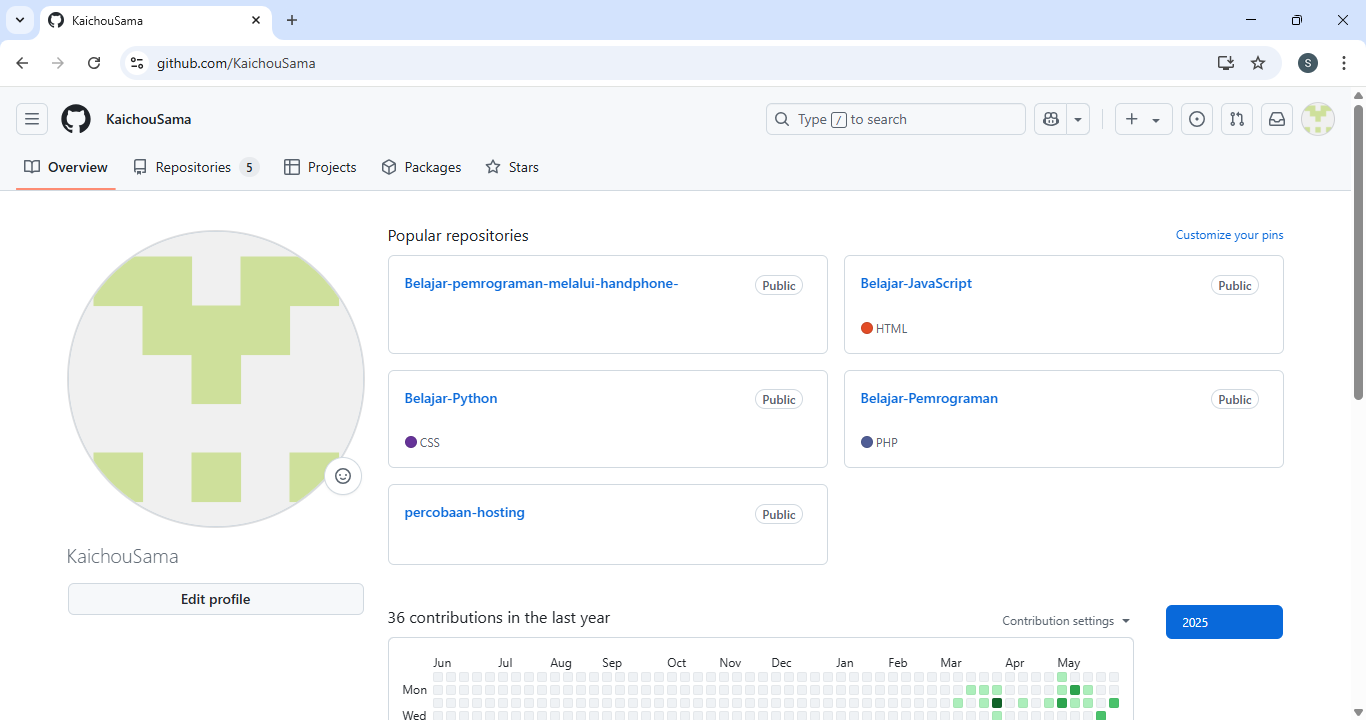 KaichouSama
github.com/KaichouSama
S
KaichouSama
Type / to search
Overview
Repositories 5
Projects
Packages
Stars
Popular repositories
Customize your pins
Belajar-pemrograman-melalui-handphone-
Public
Belajar-JavaScript
Public
HTML
Belajar-Python
Public
CSS
Belajar-Pemrograman
Public
PHP
percobaan-hosting
Public
KaichouSama
Edit profile
36 contributions in the last year
Contribution settings
2025
Jun Jul Aug Sep Oct Nov Dec Jan Feb Mar Apr May
Mon
Wed